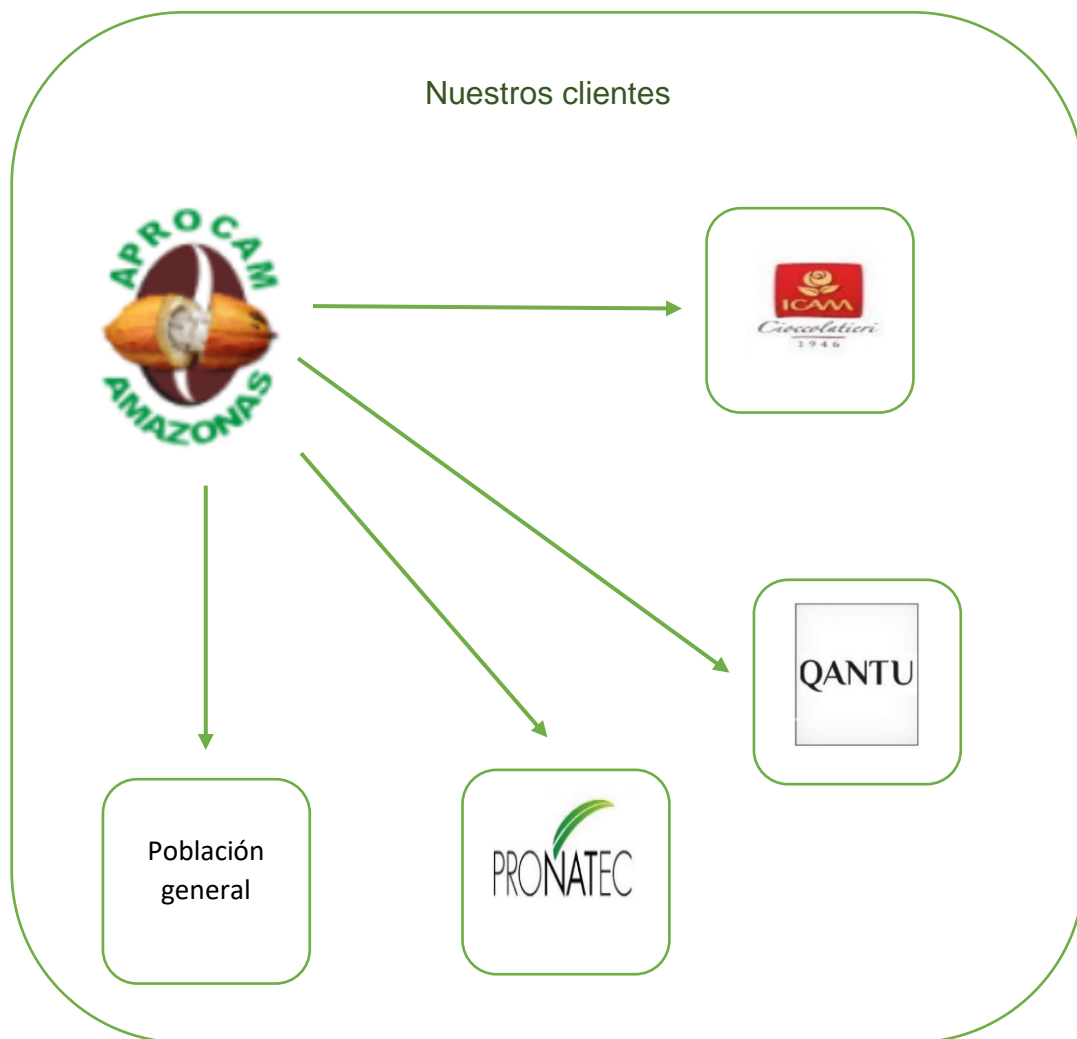 Nuestros clientes
APROCAM
AMAZONAS
ICAM
Cioccolatieri
1946
QANTU
PRONATEC
Población
general